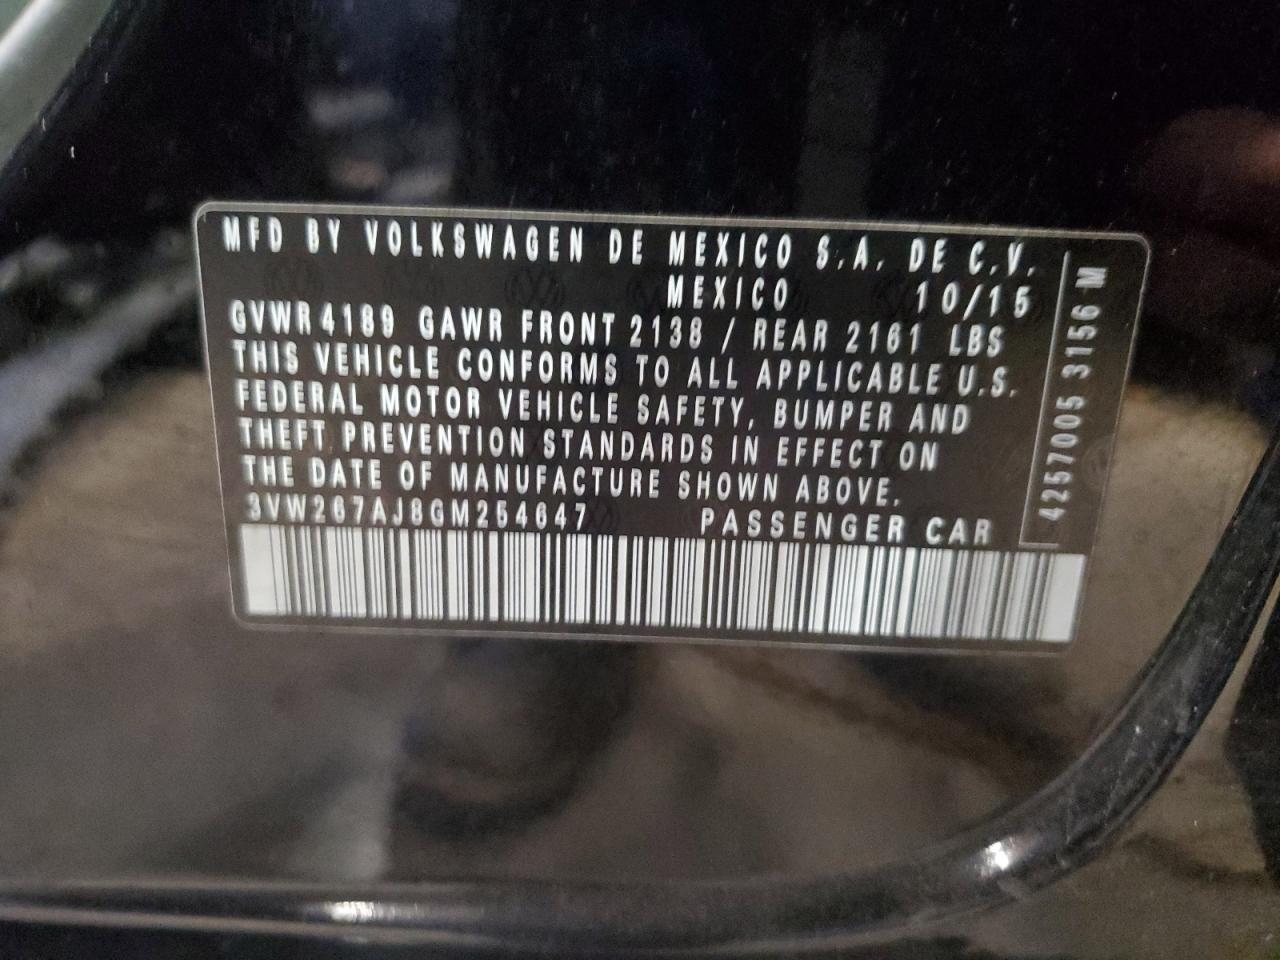 MFD BY VOLKSWAGEN DE MEXICO S.A. DE C.V.
MEXICO 10/15
GVWR 4189 GAWR FRONT 2138 / REAR 2161 LBS
THIS VEHICLE CONFORMS TO ALL APPLICABLE U.S.
FEDERAL MOTOR VEHICLE SAFETY, BUMPER AND
THEFT PREVENTION STANDARDS IN EFFECT ON
THE DATE OF MANUFACTURE SHOWN ABOVE.
3VW267AJ8GM254647 PASSENGER CAR
4257005 3156 M